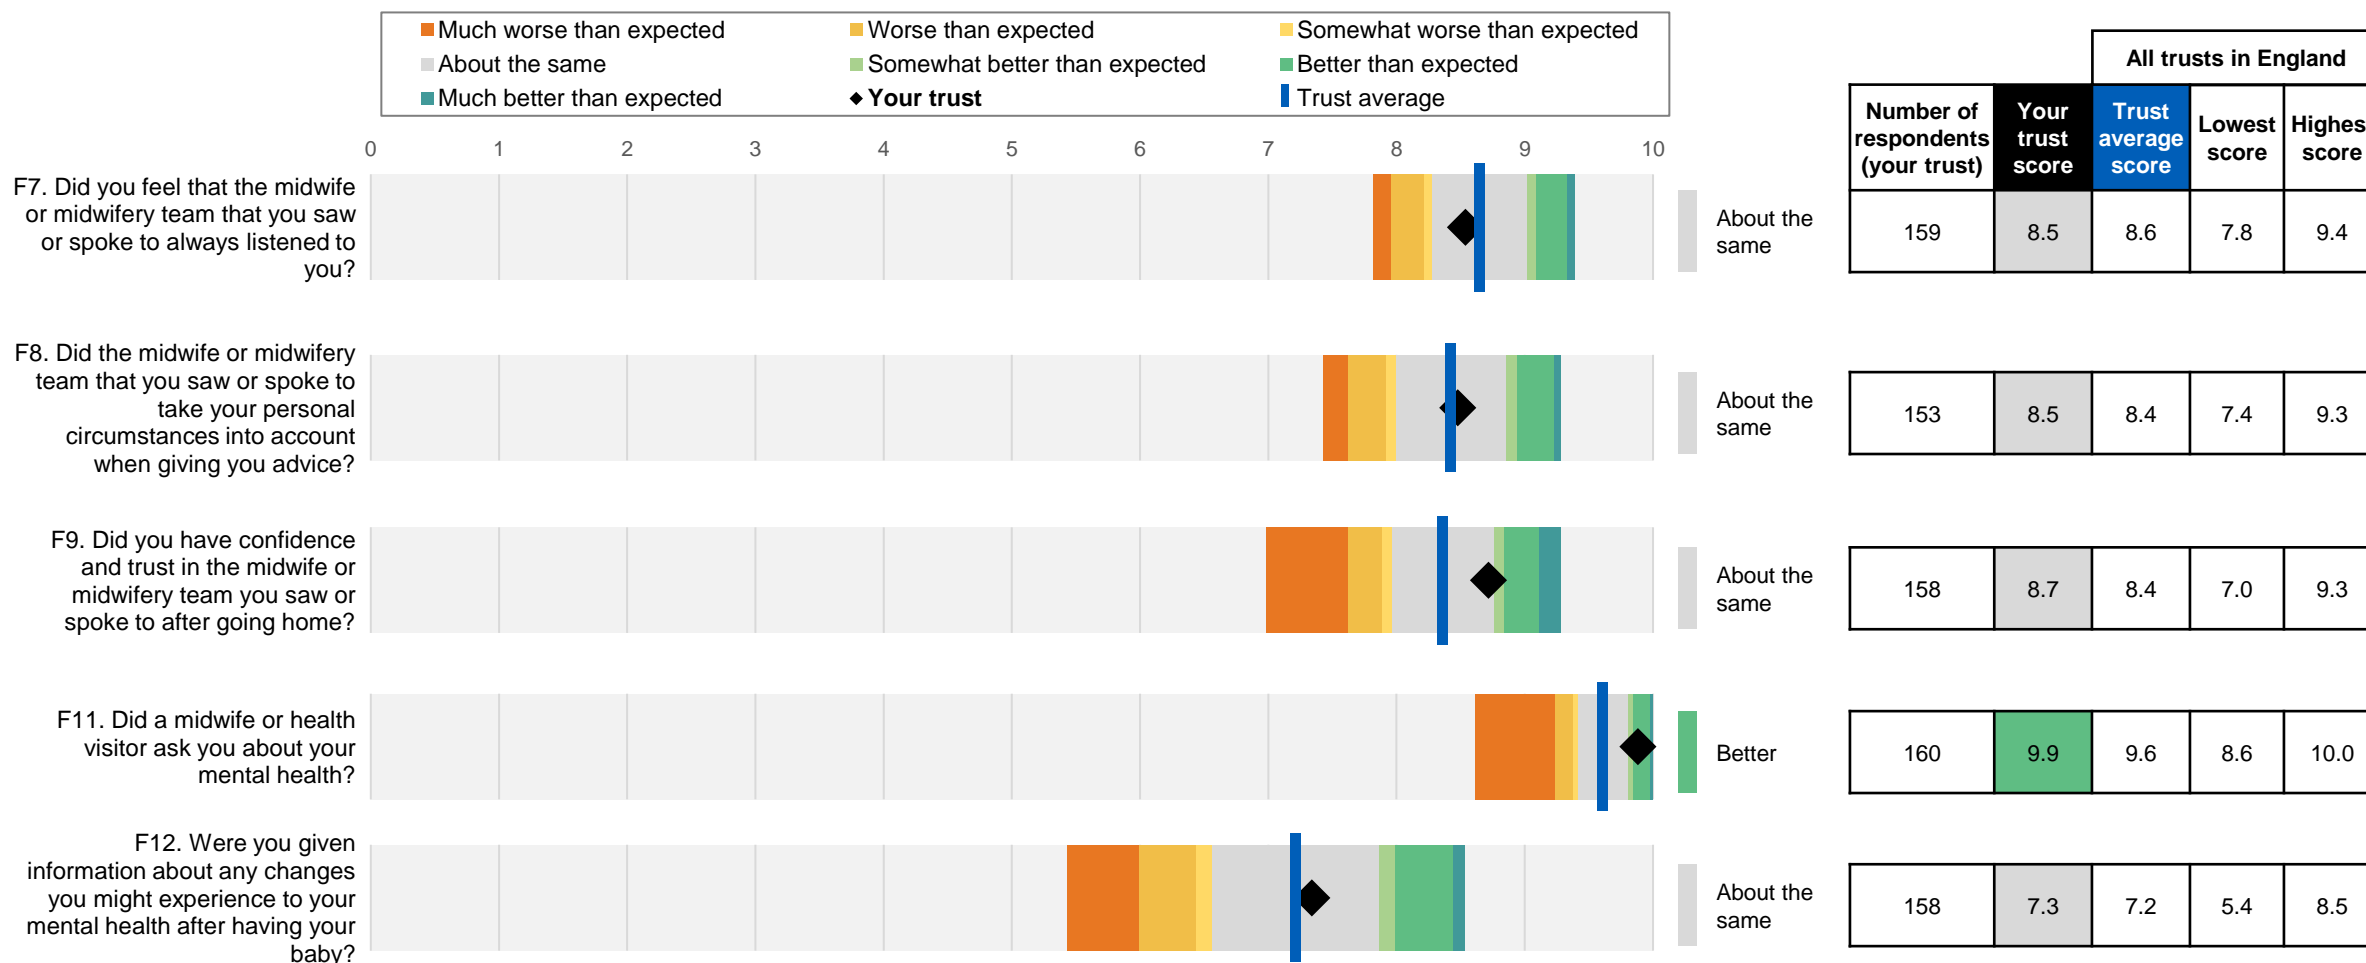 Much worse than expected
Worse than expected
Somewhat worse than expected
About the same
Somewhat better than expected
Better than expected
Much better than expected
Your trust
Trust average
All trusts in England
Number of
respondents
(your trust)
Your
trust
score
Trust
average
score
Lowest
score
Highes
score
0 1 2 3 4 5 6 7 8 9 10
F7. Did you feel that the midwife
or midwifery team that you saw
or spoke to always listened to
you?
About the
same
159 8.5 8.6 7.8 9.4
F8. Did the midwife or midwifery
team that you saw or spoke to
take your personal
circumstances into account
when giving you advice?
About the
same
153 8.5 8.4 7.4 9.3
F9. Did you have confidence
and trust in the midwife or
midwifery team you saw or
spoke to after going home?
About the
same
158 8.7 8.4 7.0 9.3
F11. Did a midwife or health
visitor ask you about your
mental health?
Better
160 9.9 9.6 8.6 10.0
F12. Were you given
information about any changes
you might experience to your
mental health after having your
baby?
About the
same
158 7.3 7.2 5.4 8.5